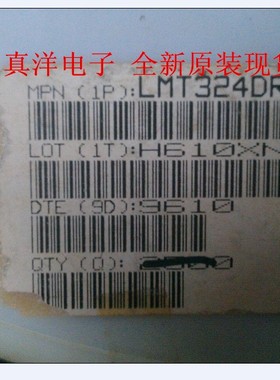 真洋电子 全新原装现
MPN (1P):LMT324DR
LOT (1T):H610XN
DTE (9D):9610
QTY (Q): 2500